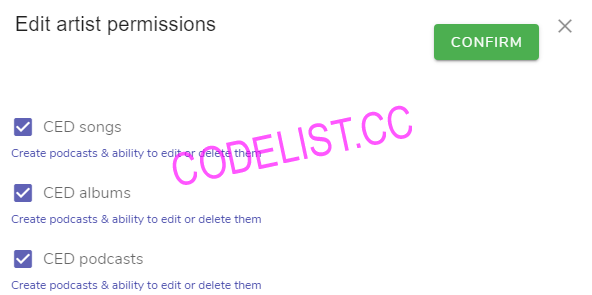 Edit artist permissions
CONFIRM
CED songs
Create podcasts & ability to edit or delete them
CODELIST.CC
CED albums
Create podcasts & ability to edit or delete them
CED podcasts
Create podcasts & ability to edit or delete them